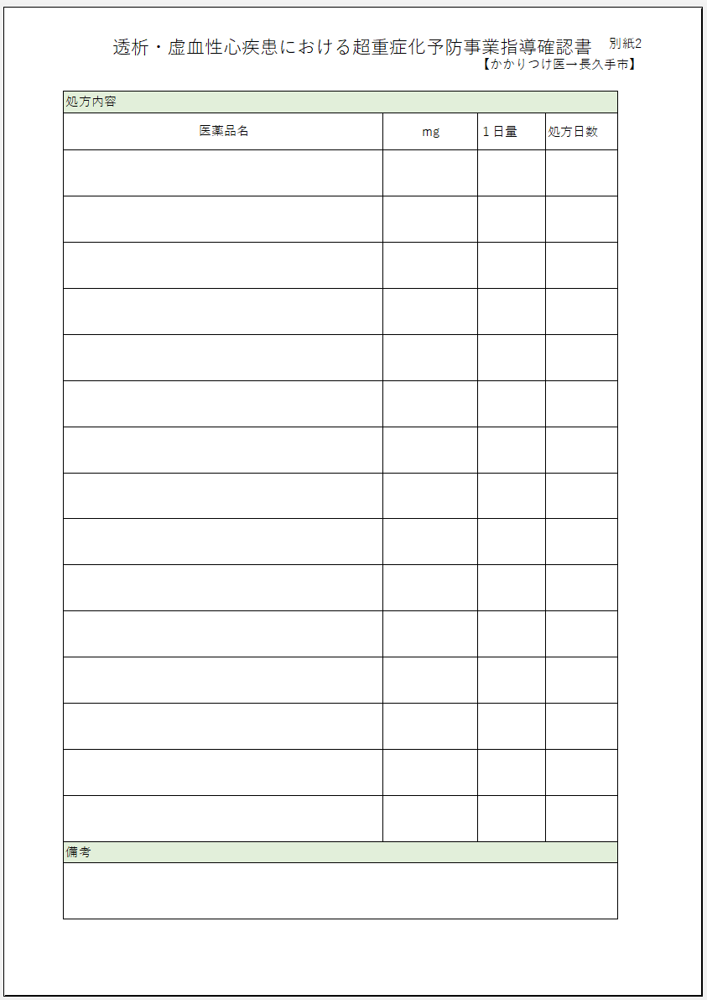 透析・虚血性心疾患における超重症化予防事業指導確認書 別紙2
【かかりつけ医→長久手市】
処方内容
医薬品名 mg 1日量 処方日数
備考